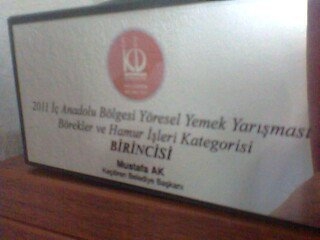 2011 İç Anadolu Bölgesi Yöresel Yemek Yarışması
Börekler ve Hamur İşleri Kategorisi
BİRİNCİSİ
Mustafa AK
Keçiören Belediye Başkanı